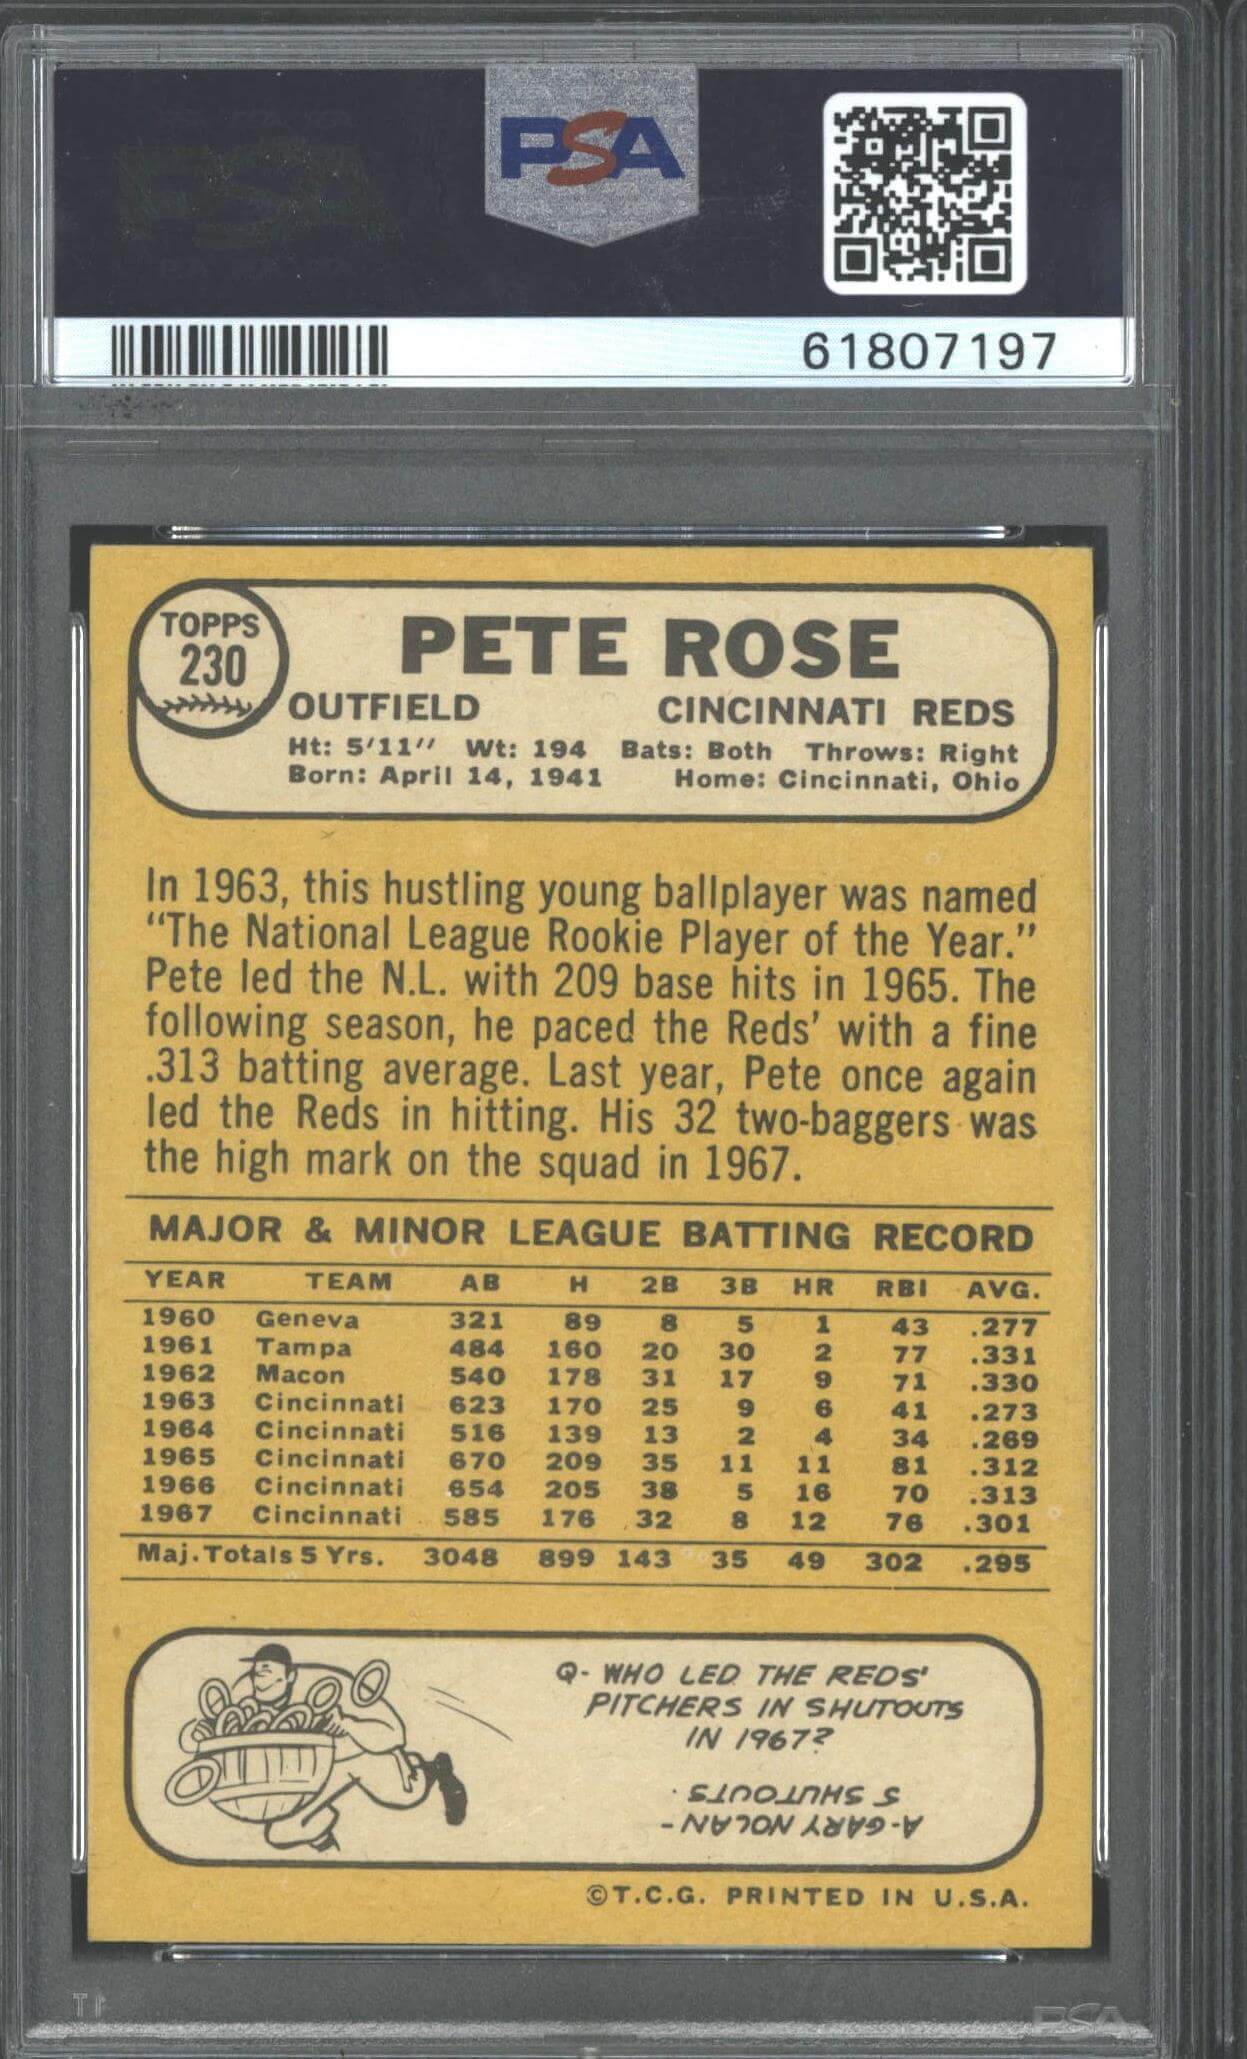 PSA
61807197
TOPPS
230
PETE ROSE
OUTFIELD CINCINNATI REDS
Ht: 5'11" Wt: 194 Bats: Both Throws: Right
Born: April 14, 1941 Home: Cincinnati, Ohio
In 1963, this hustling young ballplayer was named
"The National League Rookie Player of the Year."
Pete led the N.L. with 209 base hits in 1965. The
following season, he paced the Reds' with a fine
.313 batting average. Last year, Pete once again
led the Reds in hitting. His 32 two-baggers was
the high mark on the squad in 1967.
MAJOR & MINOR LEAGUE BATTING RECORD
YEAR TEAM AB H 2B 3B HR RBI AVG.
1960 Geneva 321 89 8 5 1 43 .277
1961 Tampa 484 160 20 30 2 77 .331
1962 Macon 540 178 31 17 9 71 .330
1963 Cincinnati 623 170 25 9 6 41 .273
1964 Cincinnati 516 139 13 2 4 34 .269
1965 Cincinnati 670 209 35 11 11 81 .312
1966 Cincinnati 654 205 38 5 16 70 .313
1967 Cincinnati 585 176 32 8 12 76 .301
Maj. Totals 5 Yrs. 3048 899 143 35 49 302 .295
Q- WHO LED THE REDS'
PITCHERS IN SHUTOUTS
IN 1967?
A- GARY NOLAN -
5 SHUTOUTS.
©T.C.G. PRINTED IN U.S.A.
PSA